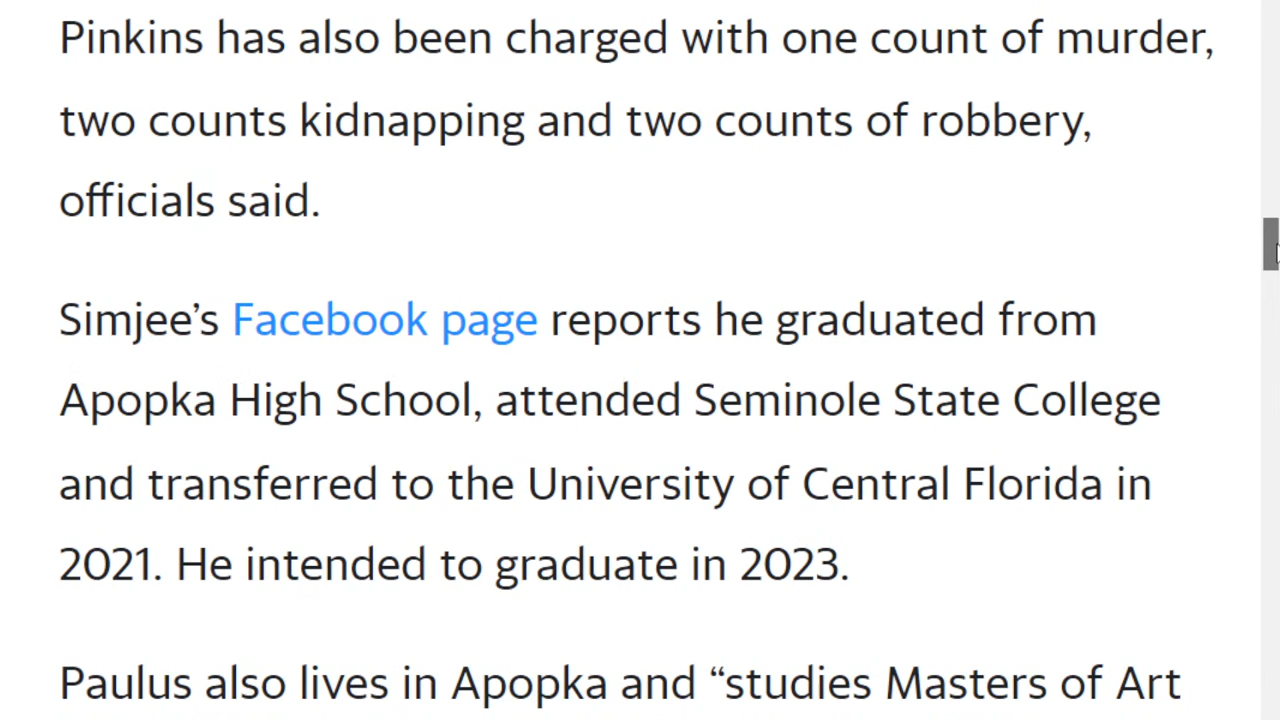 Pinkins has also been charged with one count of murder,
two counts kidnapping and two counts of robbery,
officials said.
Simjee’s Facebook page reports he graduated from
Apopka High School, attended Seminole State College
and transferred to the University of Central Florida in
2021. He intended to graduate in 2023.
Paulus also lives in Apopka and “studies Masters of Art